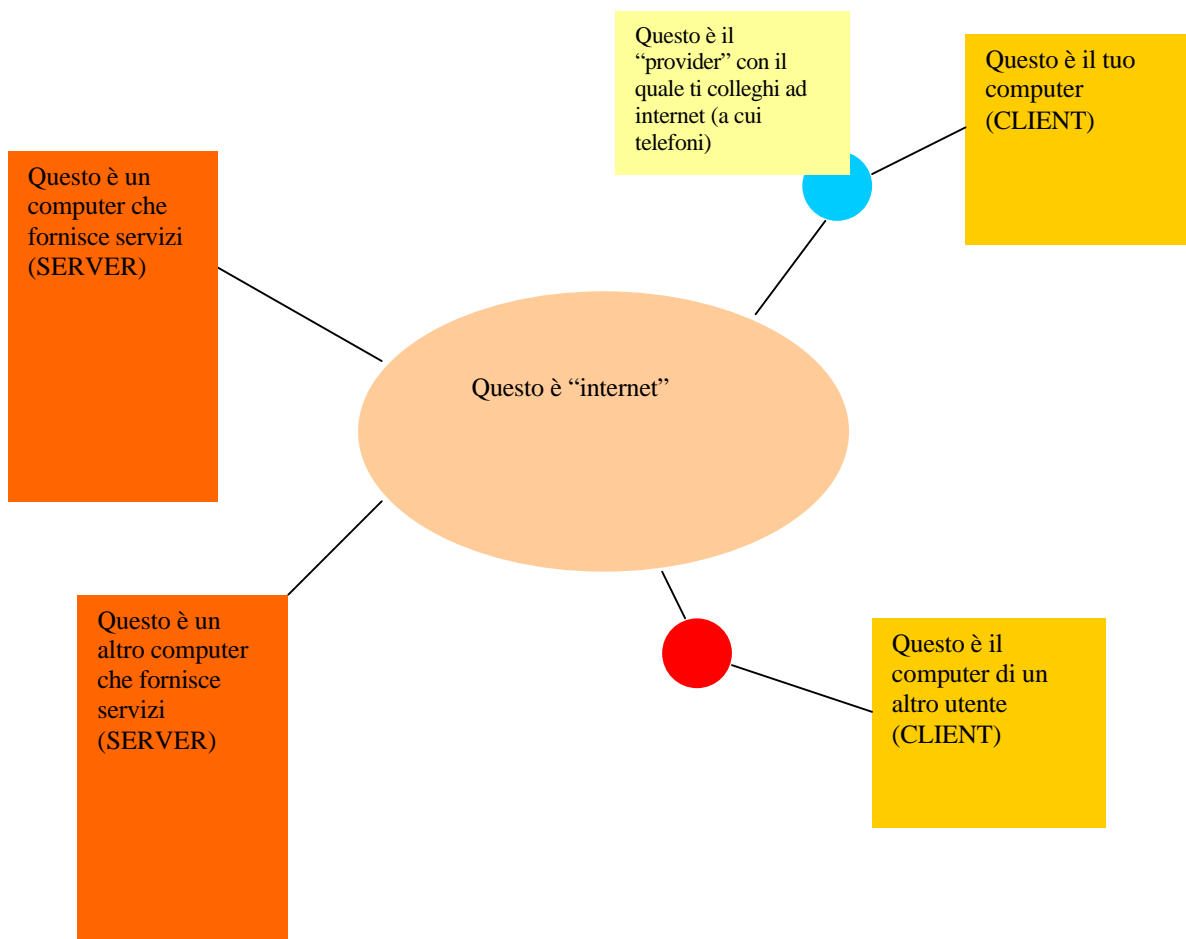 Questo è il
“provider” con il
quale ti colleghi ad
internet (a cui
telefoni)
Questo è il tuo
computer
(CLIENT)
Questo è un
computer che
fornisce servizi
(SERVER)
Questo è “internet”
Questo è un
altro computer
che fornisce
servizi
(SERVER)
Questo è il
computer di un
altro utente
(CLIENT)